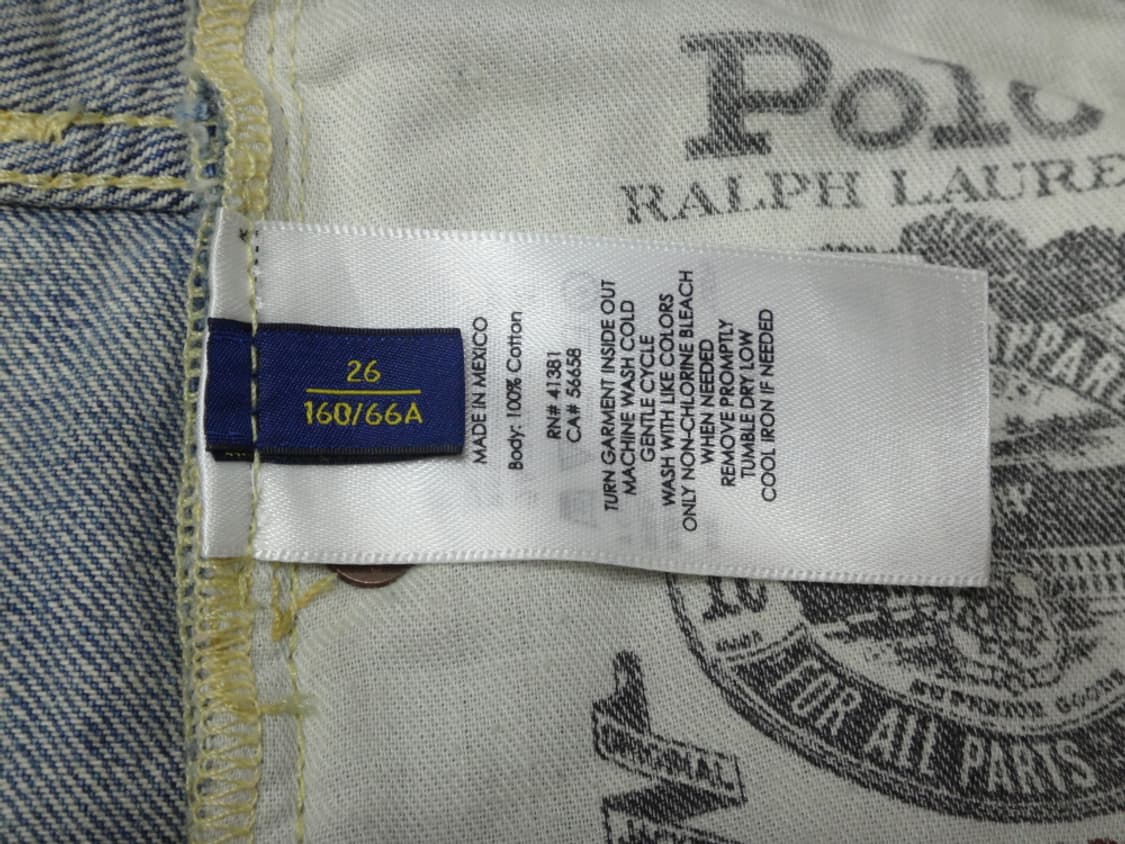 Polo
RALPH LAURE
26
160/66A
MADE IN MEXICO
Body: 100% Cotton
RN# 41381
CA# 56658
TURN GARMENT INSIDE OUT
MACHINE WASH COLD
GENTLE CYCLE
WASH WITH LIKE COLORS
ONLY NON-CHLORINE BLEACH
WHEN NEEDED
REMOVE PROMPTLY
TUMBLE DRY LOW
COOL IRON IF NEEDED
FOR ALL PARTS
ORIGINAL